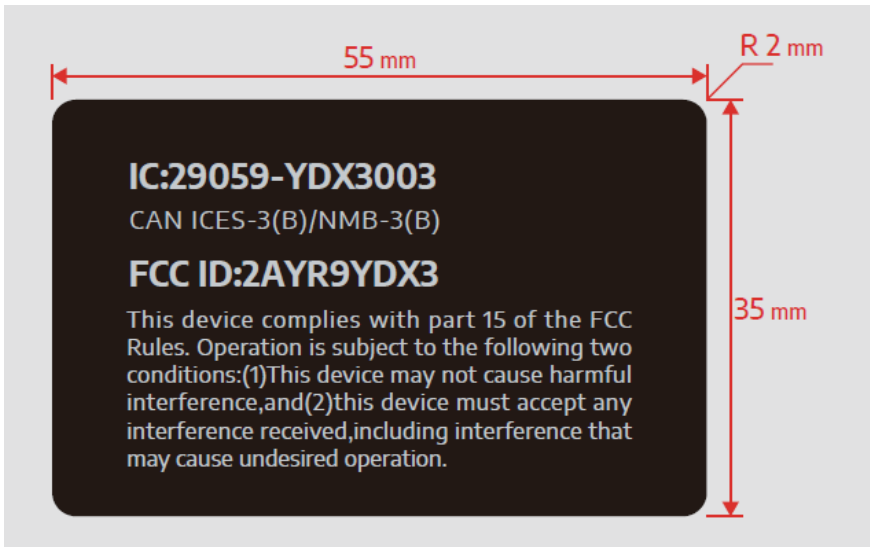 55 mm
R 2 mm
IC:29059-YDX3003
CAN ICES-3(B)/NMB-3(B)
FCC ID:2AYR9YDX3
This device complies with part 15 of the FCC
Rules. Operation is subject to the following two
conditions:(1)This device may not cause harmful
interference,and(2)this device must accept any
interference received,including interference that
may cause undesired operation.
35 mm